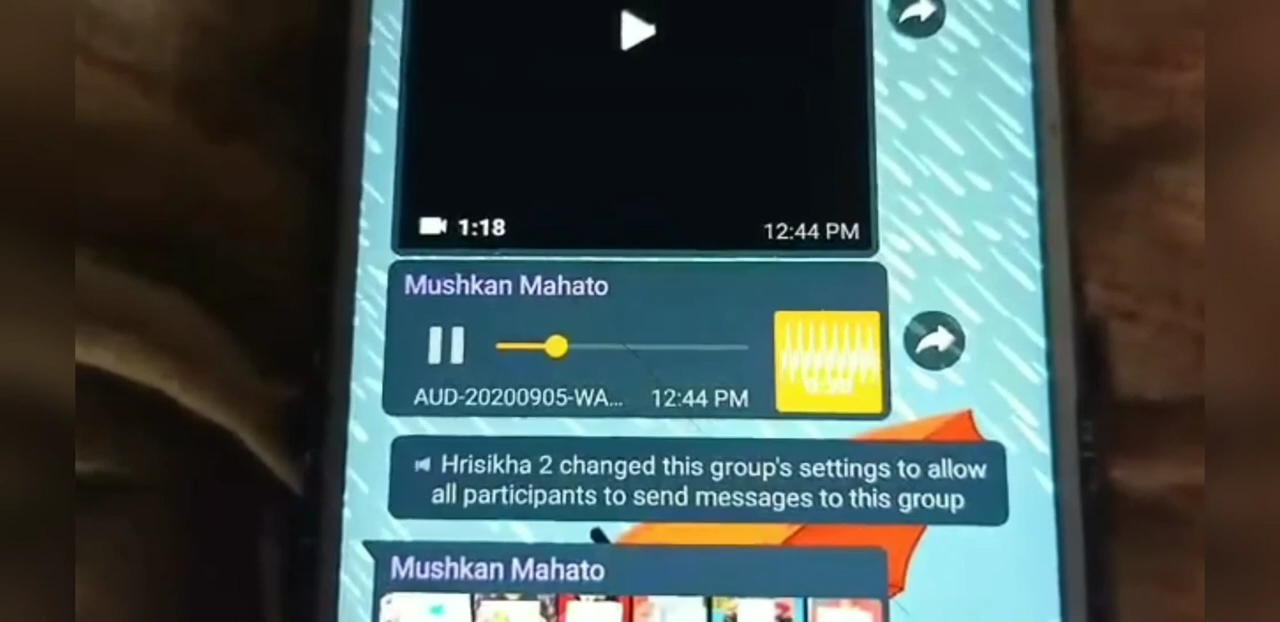 1:18
12:44 PM
Mushkan Mahato
AUD-20200905-WA... 12:44 PM
Hrisikha 2 changed this group's settings to allow
all participants to send messages to this group
Mushkan Mahato